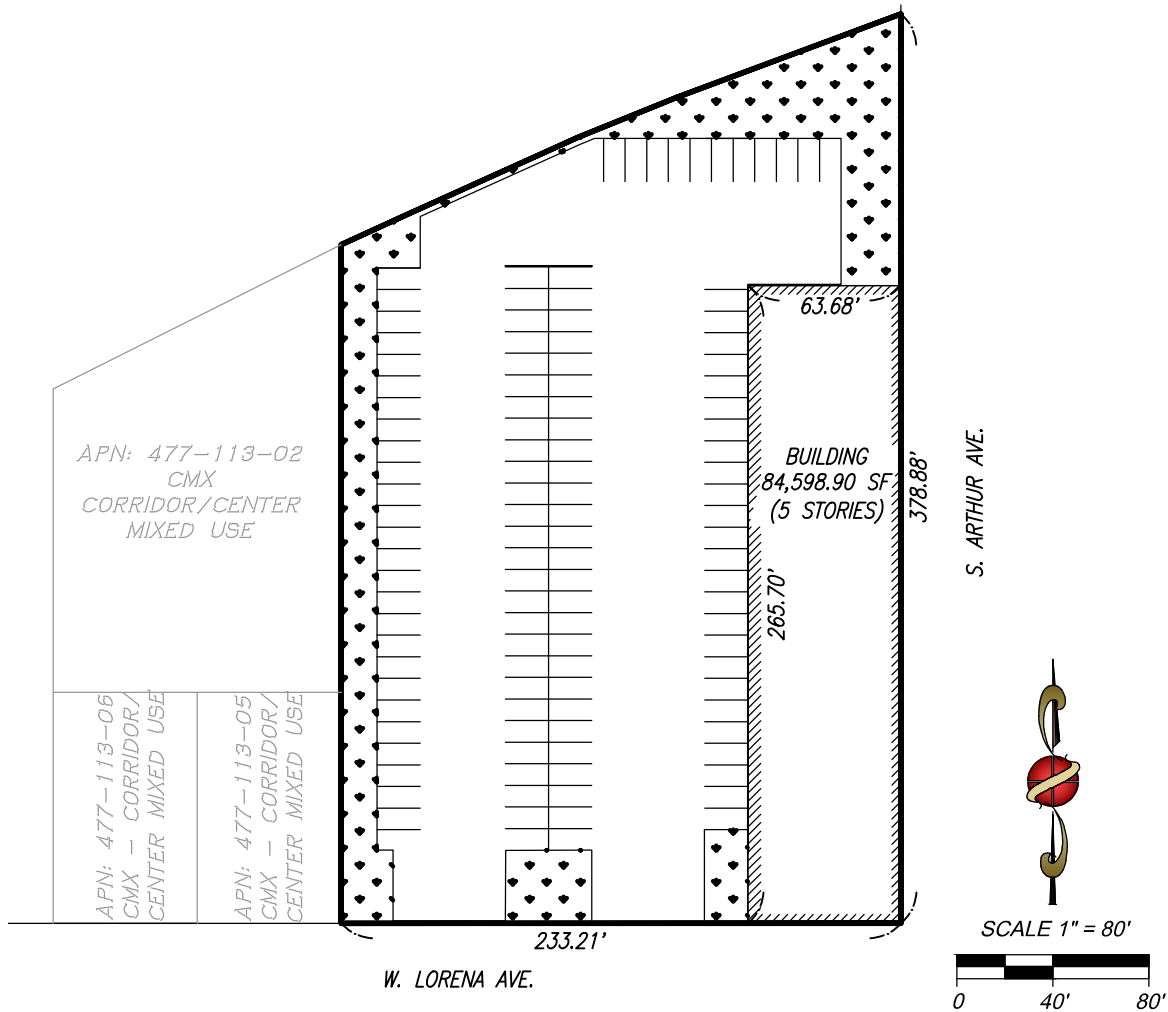 63.68'
APN: 477-113-02
CMX
CORRIDOR/CENTER
MIXED USE
BUILDING
84,598.90 SF
(5 STORIES)
378.88'
S. ARTHUR AVE.
265.70'
APN: 477-113-06
CMX - CORRIDOR/
CENTER MIXED USE
APN: 477-113-05
CMX - CORRIDOR/
CENTER MIXED USE
233.21'
W. LORENA AVE.
SCALE 1" = 80'
0 40' 80'